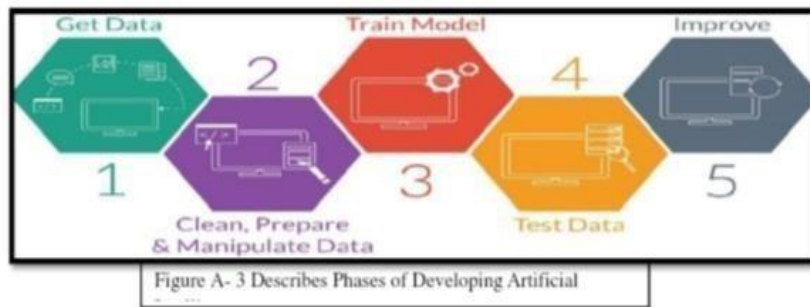 Get Data
Train Model
Improve
2
4
1
3
5
Clean, Prepare
& Manipulate Data
Test Data
Figure A- 3 Describes Phases of Developing Artificial